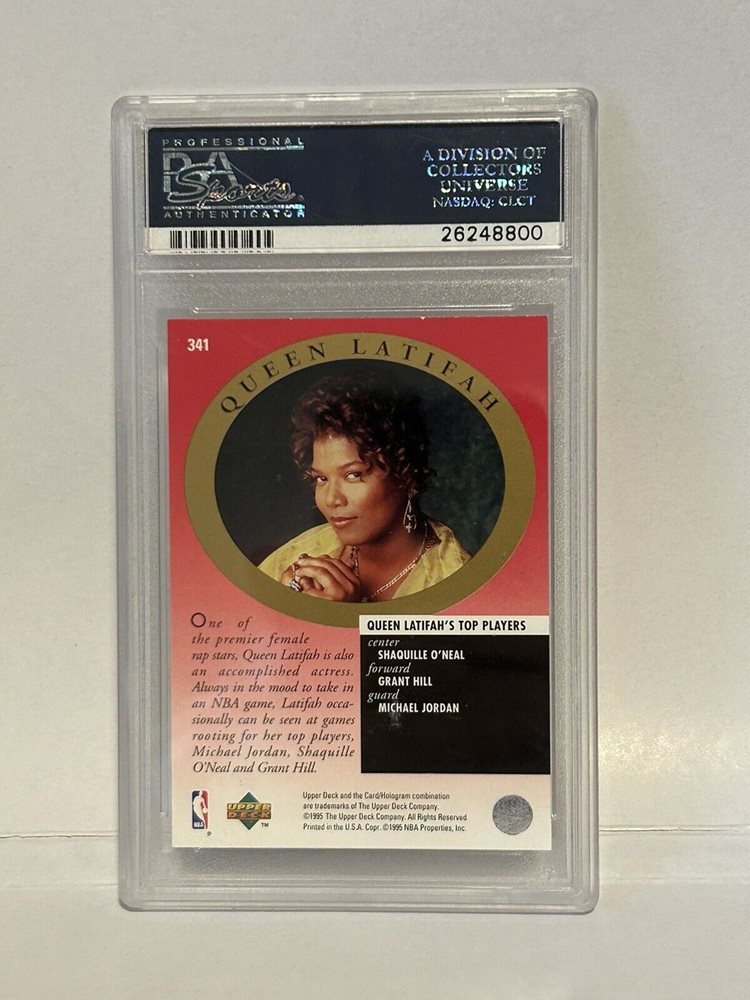 PROFESSIONAL
PSA
Sports
AUTHENTICATOR
A DIVISION OF
COLLECTORS
UNIVERSE
NASDAQ: CLCT
26248800
341
QUEEN LATIFAH
One of
the premier female
rap stars, Queen Latifah is also
an accomplished actress.
Always in the mood to take in
an NBA game, Latifah occa-
sionally can be seen at games
rooting for her top players,
Michael Jordan, Shaquille
O'Neal and Grant Hill.
QUEEN LATIFAH'S TOP PLAYERS
center
SHAQUILLE O'NEAL
forward
GRANT HILL
guard
MICHAEL JORDAN
NBA ®
UPPER
DECK
TM
Upper Deck and the Card/Hologram combination
are trademarks of The Upper Deck Company.
©1995 The Upper Deck Company. All Rights Reserved.
Printed in the U.S.A. Copr. ©1995 NBA Properties, Inc.